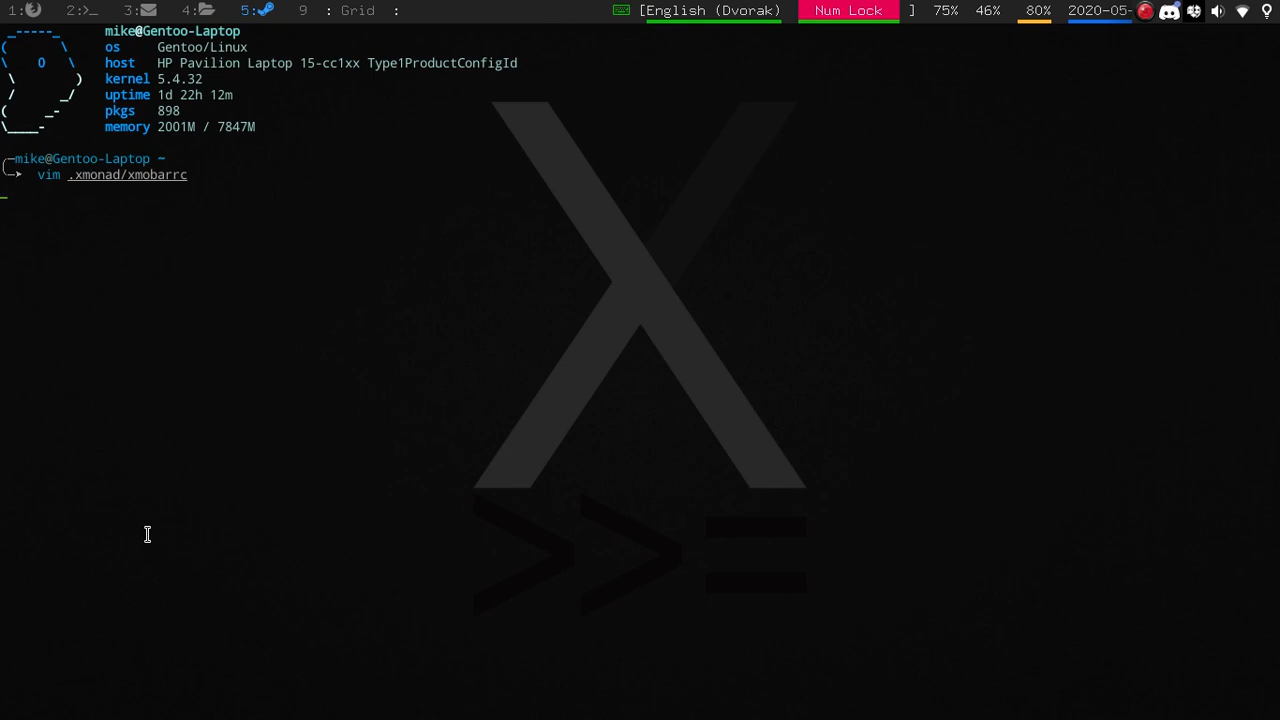 1: 2:>_ 3: 4: 5: 9 : Grid : [English (Dvorak) Num Lock ] 75% 46% 80% 2020-05-
mike@Gentoo-Laptop
os Gentoo/Linux
host HP Pavilion Laptop 15-cc1xx Type1ProductConfigId
kernel 5.4.32
uptime 1d 22h 12m
pkgs 898
memory 2001M / 7847M
mike@Gentoo-Laptop ~
vim .xmonad/xmobarrc
>>=